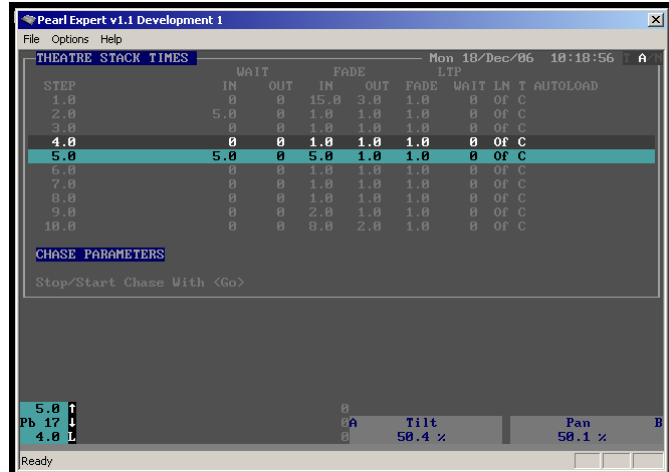 Pearl Expert v1.1 Development 1
File Options Help
THEATRE STACK TIMES Mon 18/Dec/06 10:18:56 T A/N
WAIT FADE LTP
STEP IN OUT IN OUT FADE WAIT LN T AUTOLOAD
1.0 0 0 15.0 3.0 1.0 0 Of C
2.0 5.0 0 1.0 1.0 1.0 0 Of C
3.0 0 0 1.0 1.0 1.0 0 Of C
4.0 0 0 1.0 1.0 1.0 0 Of C
5.0 5.0 0 5.0 1.0 1.0 0 Of C
6.0 0 0 1.0 1.0 1.0 0 Of C
7.0 0 0 1.0 1.0 1.0 0 Of C
8.0 0 0 1.0 1.0 1.0 0 Of C
9.0 0 0 2.0 1.0 1.0 0 Of C
10.0 0 0 8.0 2.0 1.0 0 Of C
CHASE PARAMETERS
Stop/Start Chase With <Go>
5.0 ↑ 0
Pb 17 ↓ 0 A Tilt Pan B
4.0 L 0 50.4 % 50.1 %
Ready